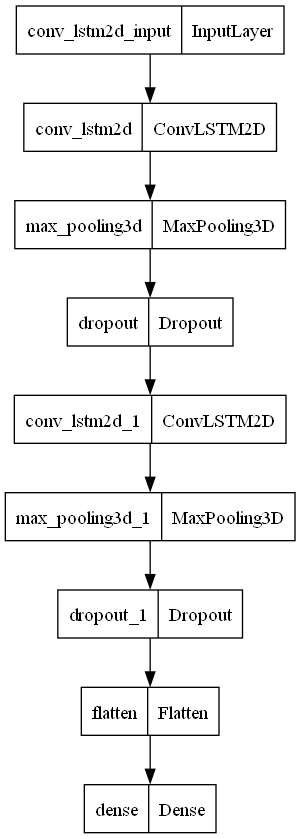 conv_lstm2d_input InputLayer
conv_lstm2d ConvLSTM2D
max_pooling3d MaxPooling3D
dropout Dropout
conv_lstm2d_1 ConvLSTM2D
max_pooling3d_1 MaxPooling3D
dropout_1 Dropout
flatten Flatten
dense Dense